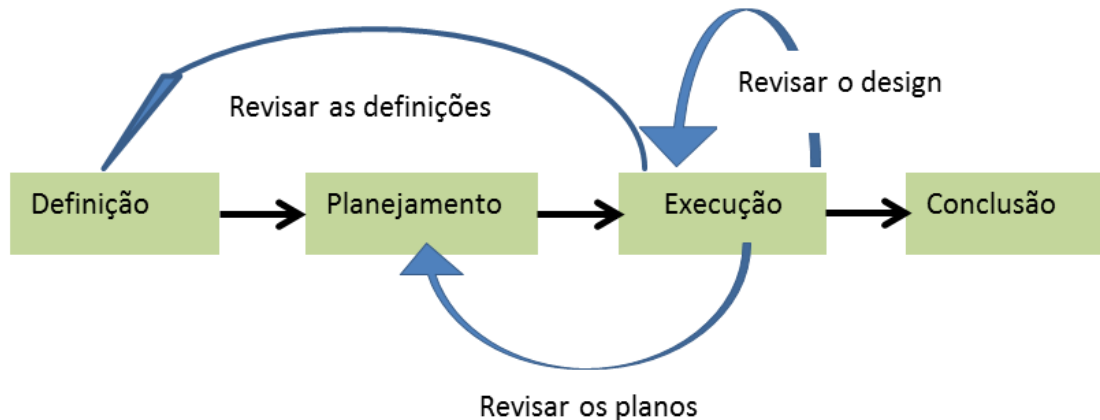 Revisar o design
Revisar as definições
Definição
Planejamento
Execução
Conclusão
Revisar os planos